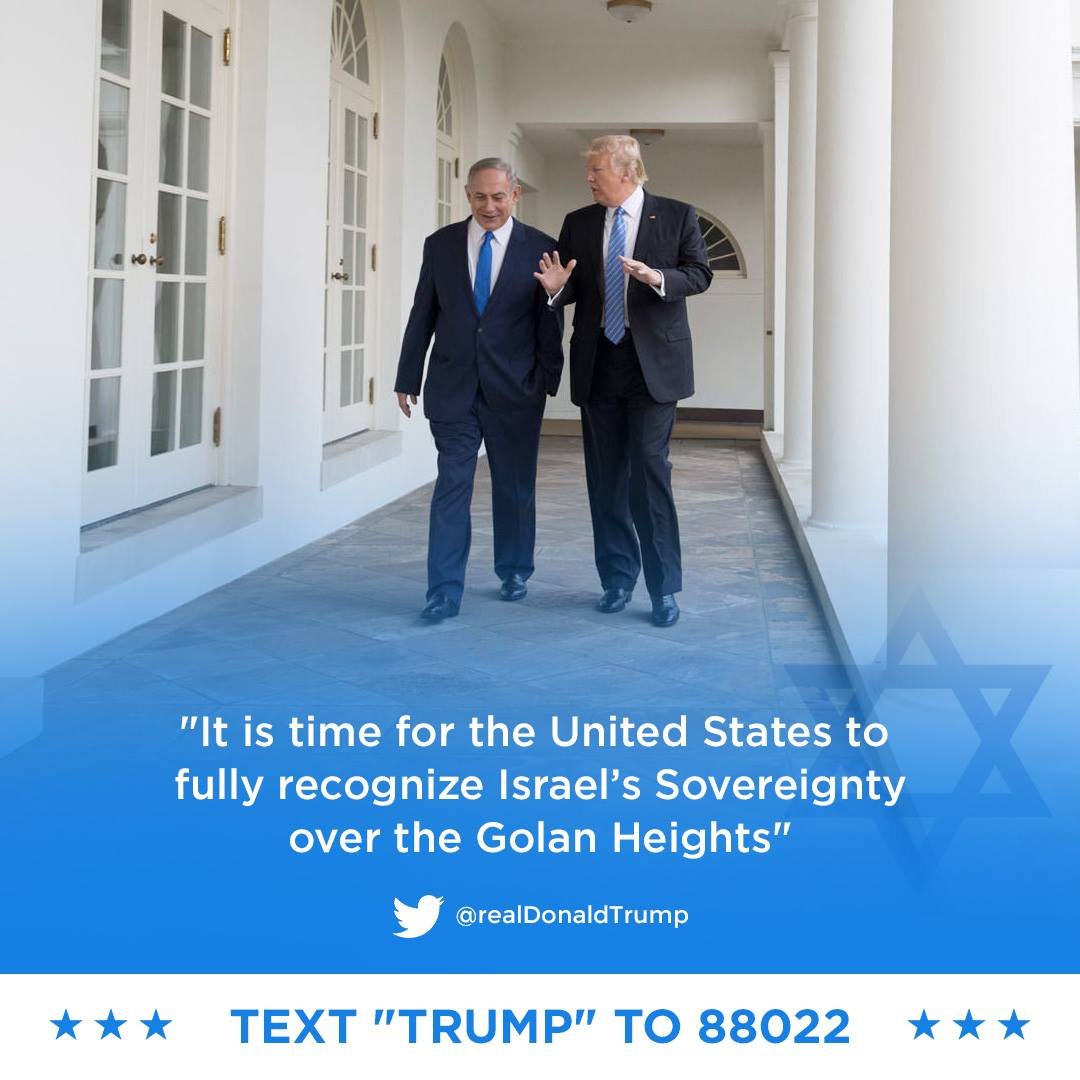 "It is time for the United States to
fully recognize Israel’s Sovereignty
over the Golan Heights"
@realDonaldTrump
TEXT "TRUMP" TO 88022